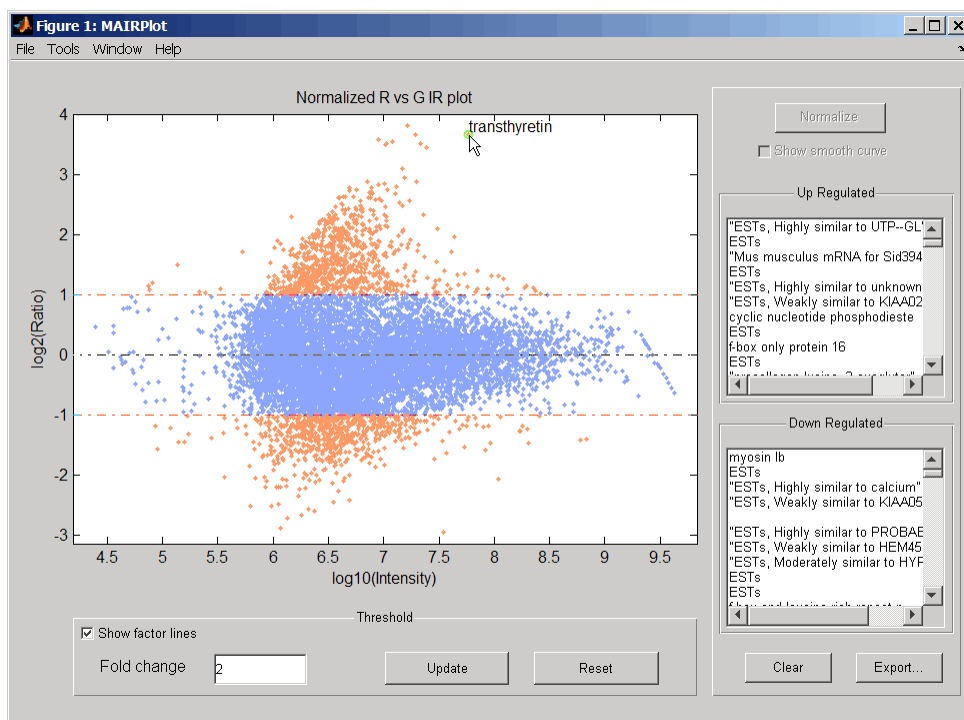 Figure 1: MAIRPlot
File Tools Window Help
Normalized R vs G IR plot
transthyretin
4
3
2
1
0
-1
-2
-3
log2(Ratio)
4.5 5 5.5 6 6.5 7 7.5 8 8.5 9 9.5
log10(Intensity)
Normalize
Show smooth curve
Up Regulated
"ESTs, Highly similar to UTP--GL
ESTs
"Mus musculus mRNA for Sid394
ESTs
"ESTs, Highly similar to unknown
"ESTs, Weakly similar to KIAA02
cyclic nucleotide phosphodieste
ESTs
f-box only protein 16
ESTs
Down Regulated
myosin Ib
ESTs
"ESTs, Highly similar to calcium"
"ESTs, Weakly similar to KIAA05
"ESTs, Highly similar to PROBAE
"ESTs, Weakly similar to HEM45
"ESTs, Moderately similar to HYP
ESTs
ESTs
Threshold
Show factor lines
Fold change 2 Update Reset
Clear Export...